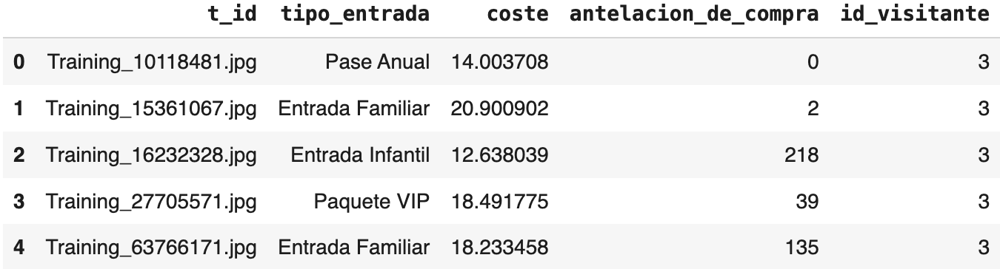 t_id tipo_entrada coste antelacion_de_compra id_visitante
0 Training_10118481.jpg Pase Anual 14.003708 0 3
1 Training_15361067.jpg Entrada Familiar 20.900902 2 3
2 Training_16232328.jpg Entrada Infantil 12.638039 218 3
3 Training_27705571.jpg Paquete VIP 18.491775 39 3
4 Training_63766171.jpg Entrada Familiar 18.233458 135 3